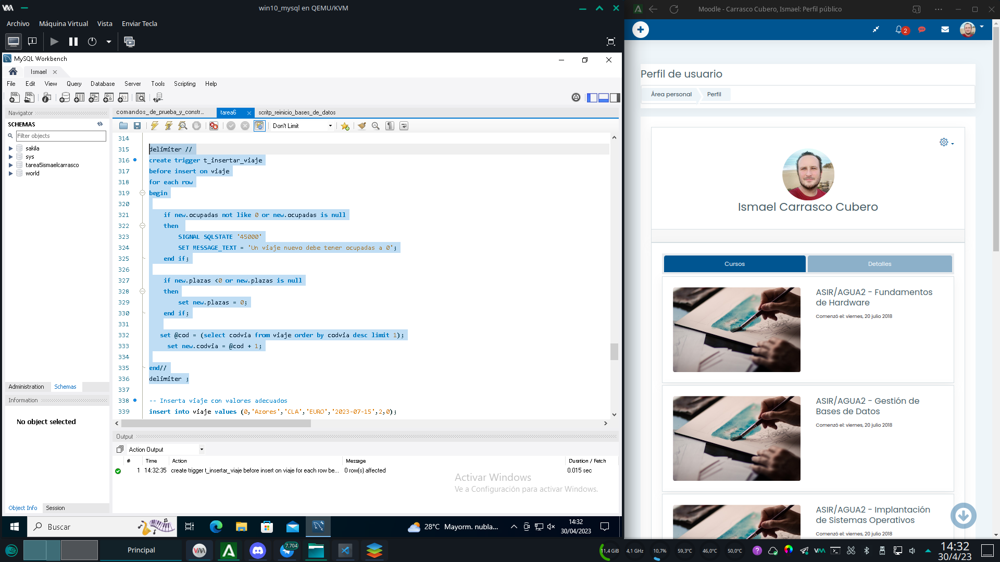 win10_mysql en QEMU/KVM
Archivo Máquina Virtual Vista Enviar Tecla
MySQL Workbench
Ismael
File Edit View Query Database Server Tools Scripting Help
Navigator
SCHEMAS
Filter objects
sakila
sys
tarea5ismaelcarrasco
world
Administration Schemas
Information
No object selected
Object Info Session
comandos_de_prueba_y_constr... tarea6 scritp_reinicio_bases_de_datos
Don't Limit
314
315 delimiter //
316 create trigger t_insertar_viaje
317 before insert on viaje
318 for each row
319 begin
320
321 if new.ocupadas not like 0 or new.ocupadas is null
322 then
323 SIGNAL SQLSTATE '45000'
324 SET MESSAGE_TEXT = 'Un viaje nuevo debe tener ocupadas a 0';
325 end if;
326
327 if new.plazas <0 or new.plazas is null
328 then
329 set new.plazas = 0;
330 end if;
331
332 set @cod = (select codvia from viaje order by codvia desc limit 1);
333 set new.codvia = @cod + 1;
334
335 end//
336 delimiter ;
337
338 -- Inserta viaje con valores adecuados
339 insert into viaje values (0,'Azores','CLA','EURO','2023-07-15',2,0);
Output
Action Output
# Time Action Message Duration / Fetch
1 14:32:35 create trigger t_insertar_viaje before insert on viaje for each row be... 0 row(s) affected 0.015 sec
Activar Windows
Ve a Configuración para activar Windows.
Buscar
28°C Mayorm. nubla...
14:32
30/04/2023
Moodle - Carrasco Cubero, Ismael: Perfil público
2
Perfil de usuario
Área personal Perfil
Ismael Carrasco Cubero
Cursos Detalles
ASIR/AGUA2 - Fundamentos
de Hardware
Comenzó el: viernes, 20 julio 2018
ASIR/AGUA2 - Gestión de
Bases de Datos
Comenzó el: viernes, 20 julio 2018
ASIR/AGUA2 - Implantación
de Sistemas Operativos
Comenzó el: viernes, 20 julio 2018
Principal
7.704
11,4 GiB 4,1 GHz 10,7% 59,3°C 46,0°C 50,0°C
14:32
30/4/23